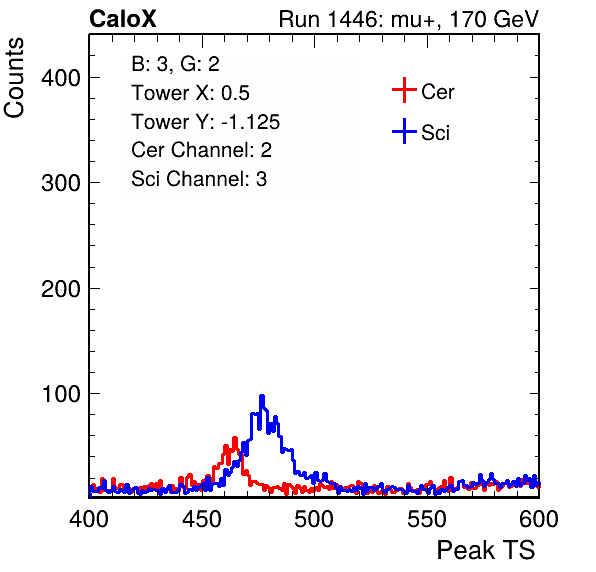 CaloX
Run 1446: mu+, 170 GeV
Counts
B: 3, G: 2
Tower X: 0.5
Tower Y: -1.125
Cer Channel: 2
Sci Channel: 3
Cer
Sci
400
300
200
100
400
450
500
550
600
Peak TS